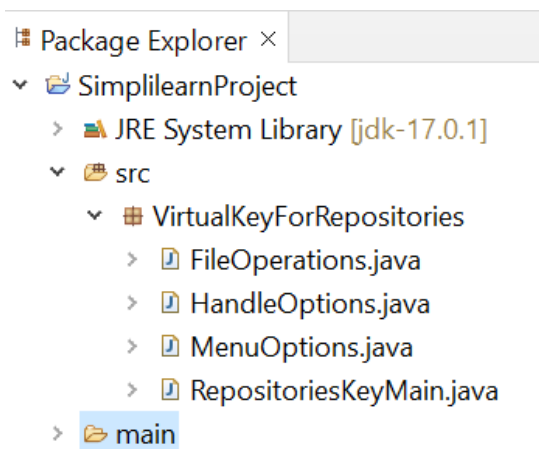 Package Explorer ×
SimplilearnProject
JRE System Library [jdk-17.0.1]
src
VirtualKeyForRepositories
FileOperations.java
HandleOptions.java
MenuOptions.java
RepositoriesKeyMain.java
main